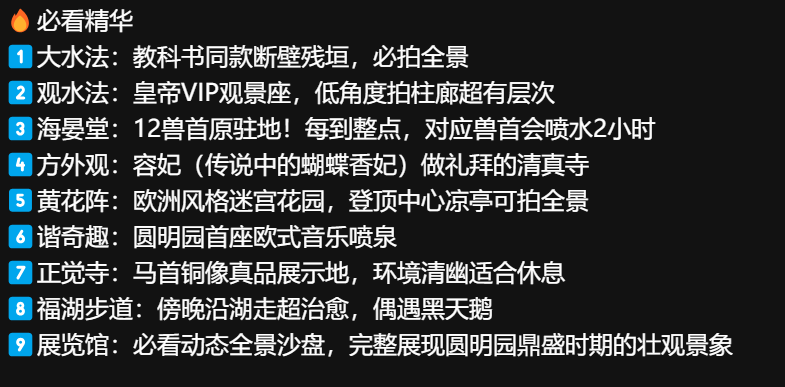 🔥必看精华
1️⃣大水法：教科书同款断壁残垣，必拍全景
2️⃣观水法：皇帝VIP观景座，低角度拍柱廊超有层次
3️⃣海晏堂：12兽首原驻地！每到整点，对应兽首会喷水2小时
4️⃣方外观：容妃（传说中的蝴蝶香妃）做礼拜的清真寺
5️⃣黄花阵：欧洲风格迷宫花园，登顶中心凉亭可拍全景
6️⃣谐奇趣：圆明园首座欧式音乐喷泉
7️⃣正觉寺：马首铜像真品展示地，环境清幽适合休息
8️⃣福湖步道：傍晚沿湖走超治愈，偶遇黑天鹅
9️⃣展览馆：必看动态全景沙盘，完整展现圆明园鼎盛时期的壮观景象